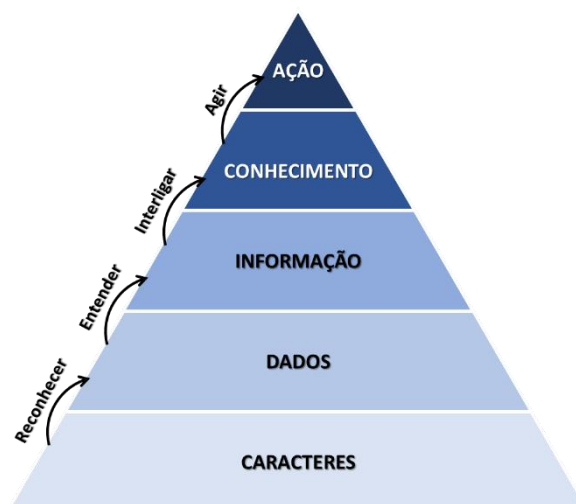 AÇÃO
Agir
CONHECIMENTO
Interligar
INFORMAÇÃO
Entender
DADOS
Reconhecer
CARACTERES